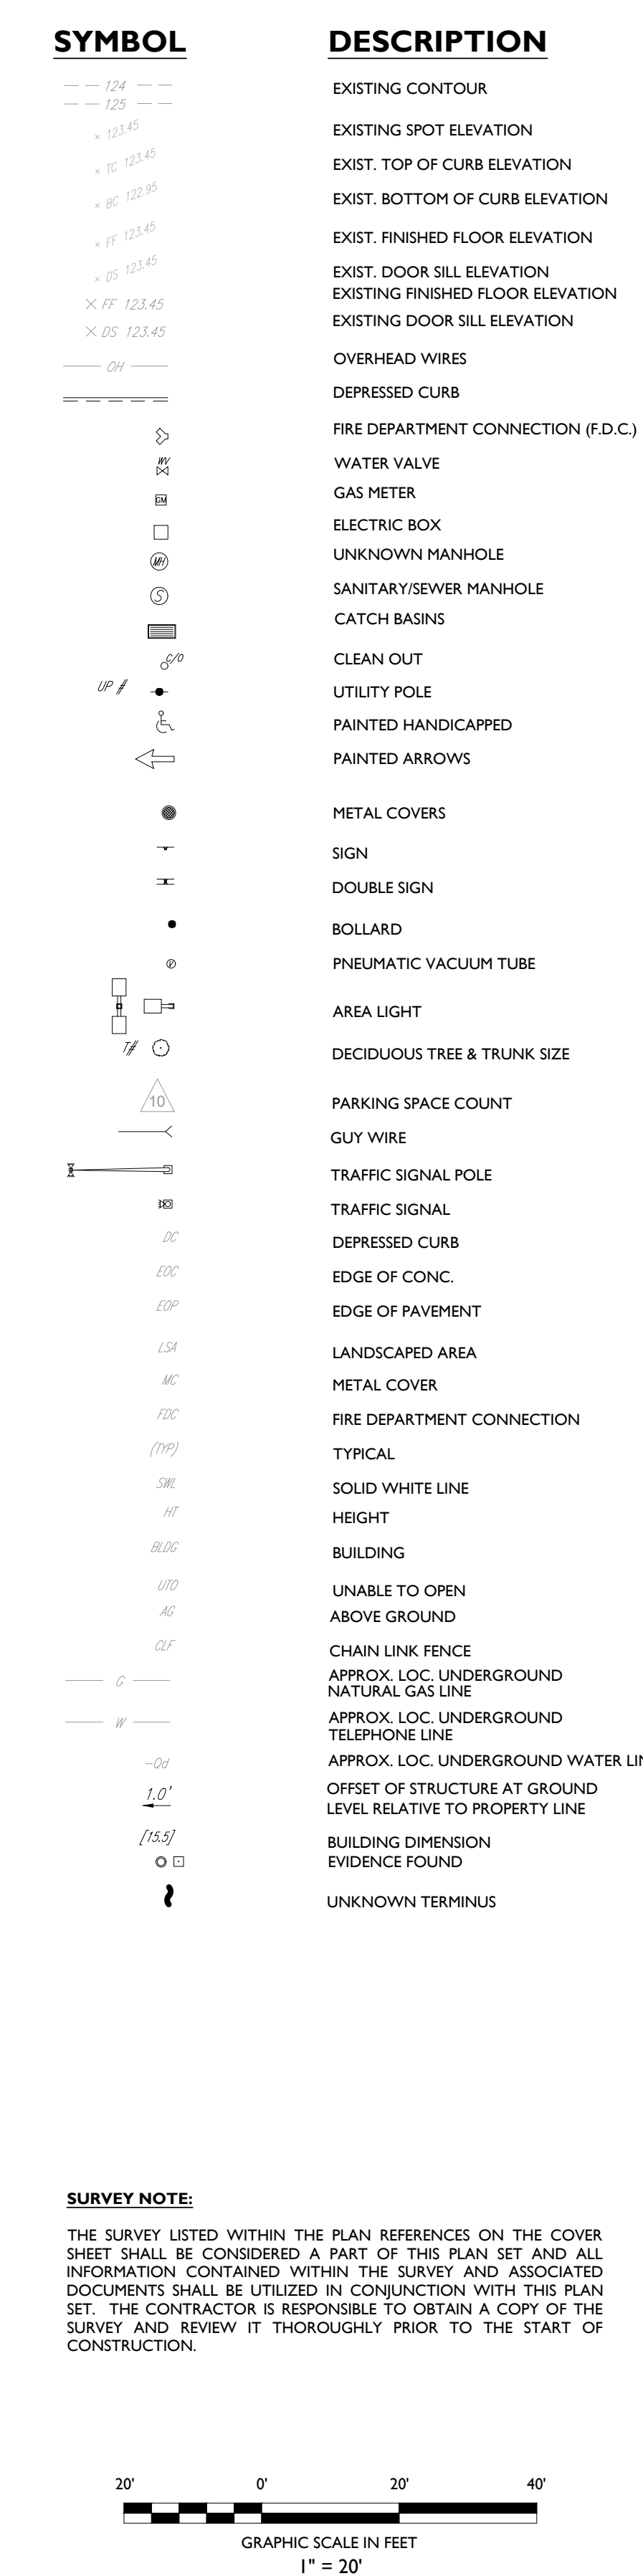 SYMBOL DESCRIPTION
124 EXISTING CONTOUR
125
× 123.45 EXISTING SPOT ELEVATION
× TC 123.45 EXIST. TOP OF CURB ELEVATION
× BC 122.95 EXIST. BOTTOM OF CURB ELEVATION
× FF 123.45 EXIST. FINISHED FLOOR ELEVATION
× DS 123.45 EXIST. DOOR SILL ELEVATION
× FF 123.45 EXISTING FINISHED FLOOR ELEVATION
× DS 123.45 EXISTING DOOR SILL ELEVATION
OH OVERHEAD WIRES
DEPRESSED CURB
FIRE DEPARTMENT CONNECTION (F.D.C.)
WV WATER VALVE
GM GAS METER
ELECTRIC BOX
MH UNKNOWN MANHOLE
S SANITARY/SEWER MANHOLE
CATCH BASINS
C/O CLEAN OUT
UP # UTILITY POLE
PAINTED HANDICAPPED
PAINTED ARROWS
METAL COVERS
SIGN
DOUBLE SIGN
BOLLARD
V PNEUMATIC VACUUM TUBE
AREA LIGHT
T# DECIDUOUS TREE & TRUNK SIZE
10 PARKING SPACE COUNT
GUY WIRE
TRAFFIC SIGNAL POLE
TRAFFIC SIGNAL
DC DEPRESSED CURB
EOC EDGE OF CONC.
EOP EDGE OF PAVEMENT
LSA LANDSCAPED AREA
MC METAL COVER
FDC FIRE DEPARTMENT CONNECTION
(TYP) TYPICAL
SWL SOLID WHITE LINE
HT HEIGHT
BLDG BUILDING
UTO UNABLE TO OPEN
AG ABOVE GROUND
CLF CHAIN LINK FENCE
G APPROX. LOC. UNDERGROUND
NATURAL GAS LINE
W APPROX. LOC. UNDERGROUND
TELEPHONE LINE
-Qd APPROX. LOC. UNDERGROUND WATER LIN
1.0' OFFSET OF STRUCTURE AT GROUND
LEVEL RELATIVE TO PROPERTY LINE
[15.5] BUILDING DIMENSION
EVIDENCE FOUND
UNKNOWN TERMINUS
SURVEY NOTE:
THE SURVEY LISTED WITHIN THE PLAN REFERENCES ON THE COVER
SHEET SHALL BE CONSIDERED A PART OF THIS PLAN SET AND ALL
INFORMATION CONTAINED WITHIN THE SURVEY AND ASSOCIATED
DOCUMENTS SHALL BE UTILIZED IN CONJUNCTION WITH THIS PLAN
SET. THE CONTRACTOR IS RESPONSIBLE TO OBTAIN A COPY OF THE
SURVEY AND REVIEW IT THOROUGHLY PRIOR TO THE START OF
CONSTRUCTION.
20' 0' 20' 40'
GRAPHIC SCALE IN FEET
1" = 20'